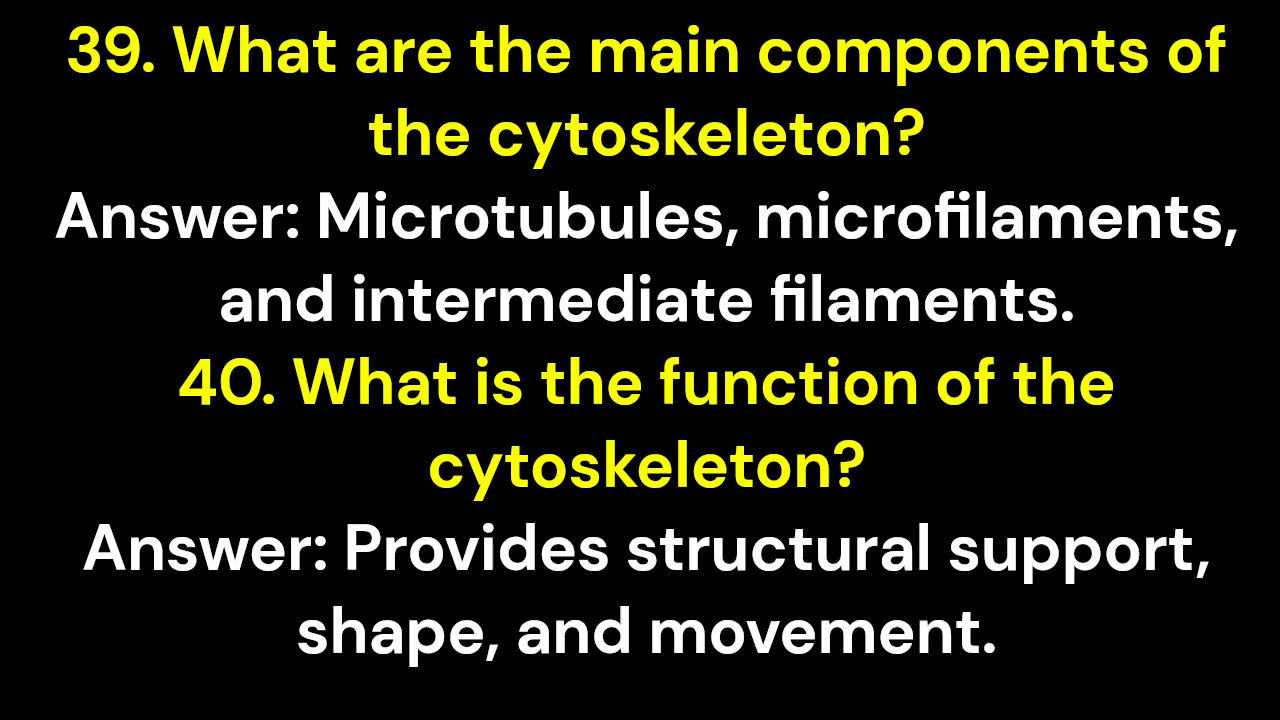 39. What are the main components of
the cytoskeleton?
Answer: Microtubules, microfilaments,
and intermediate filaments.
40. What is the function of the
cytoskeleton?
Answer: Provides structural support,
shape, and movement.